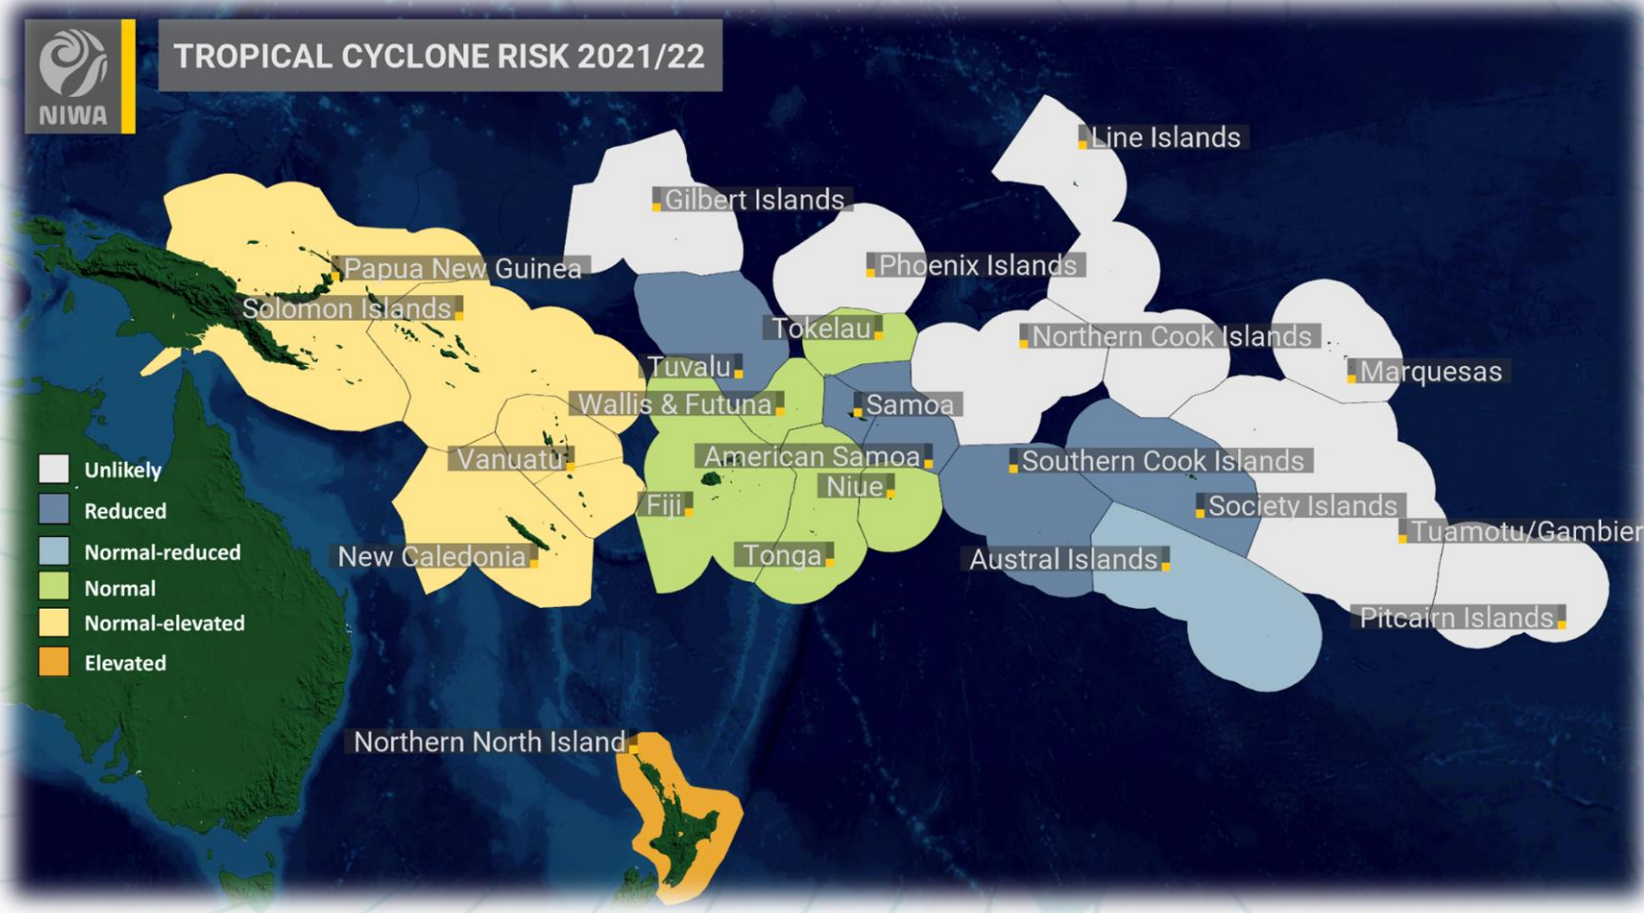 NIWA
TROPICAL CYCLONE RISK 2021/22
Line Islands
Gilbert Islands
Phoenix Islands
Papua New Guinea
Solomon Islands
Tokelau
Northern Cook Islands
Tuvalu
Marquesas
Wallis & Futuna
Samoa
Vanuatu
American Samoa
Southern Cook Islands
Niue
Fiji
Society Islands
Tuamotu/Gambier
New Caledonia
Tonga
Austral Islands
Pitcairn Islands
Northern North Island
Unlikely
Reduced
Normal-reduced
Normal
Normal-elevated
Elevated